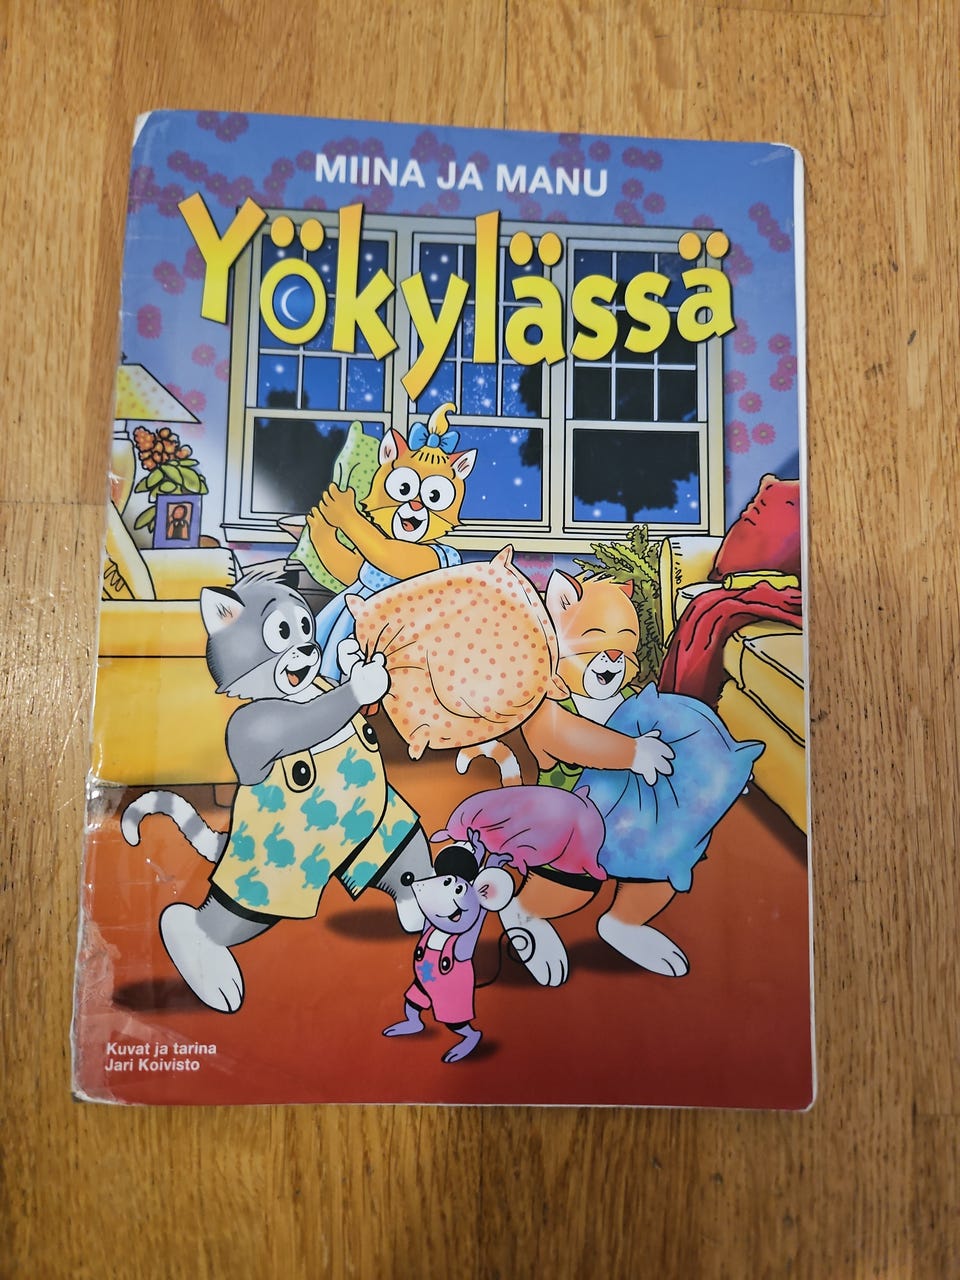 MIINA JA MANU
Yökylässä
Kuvat ja tarina
Jari Koivisto